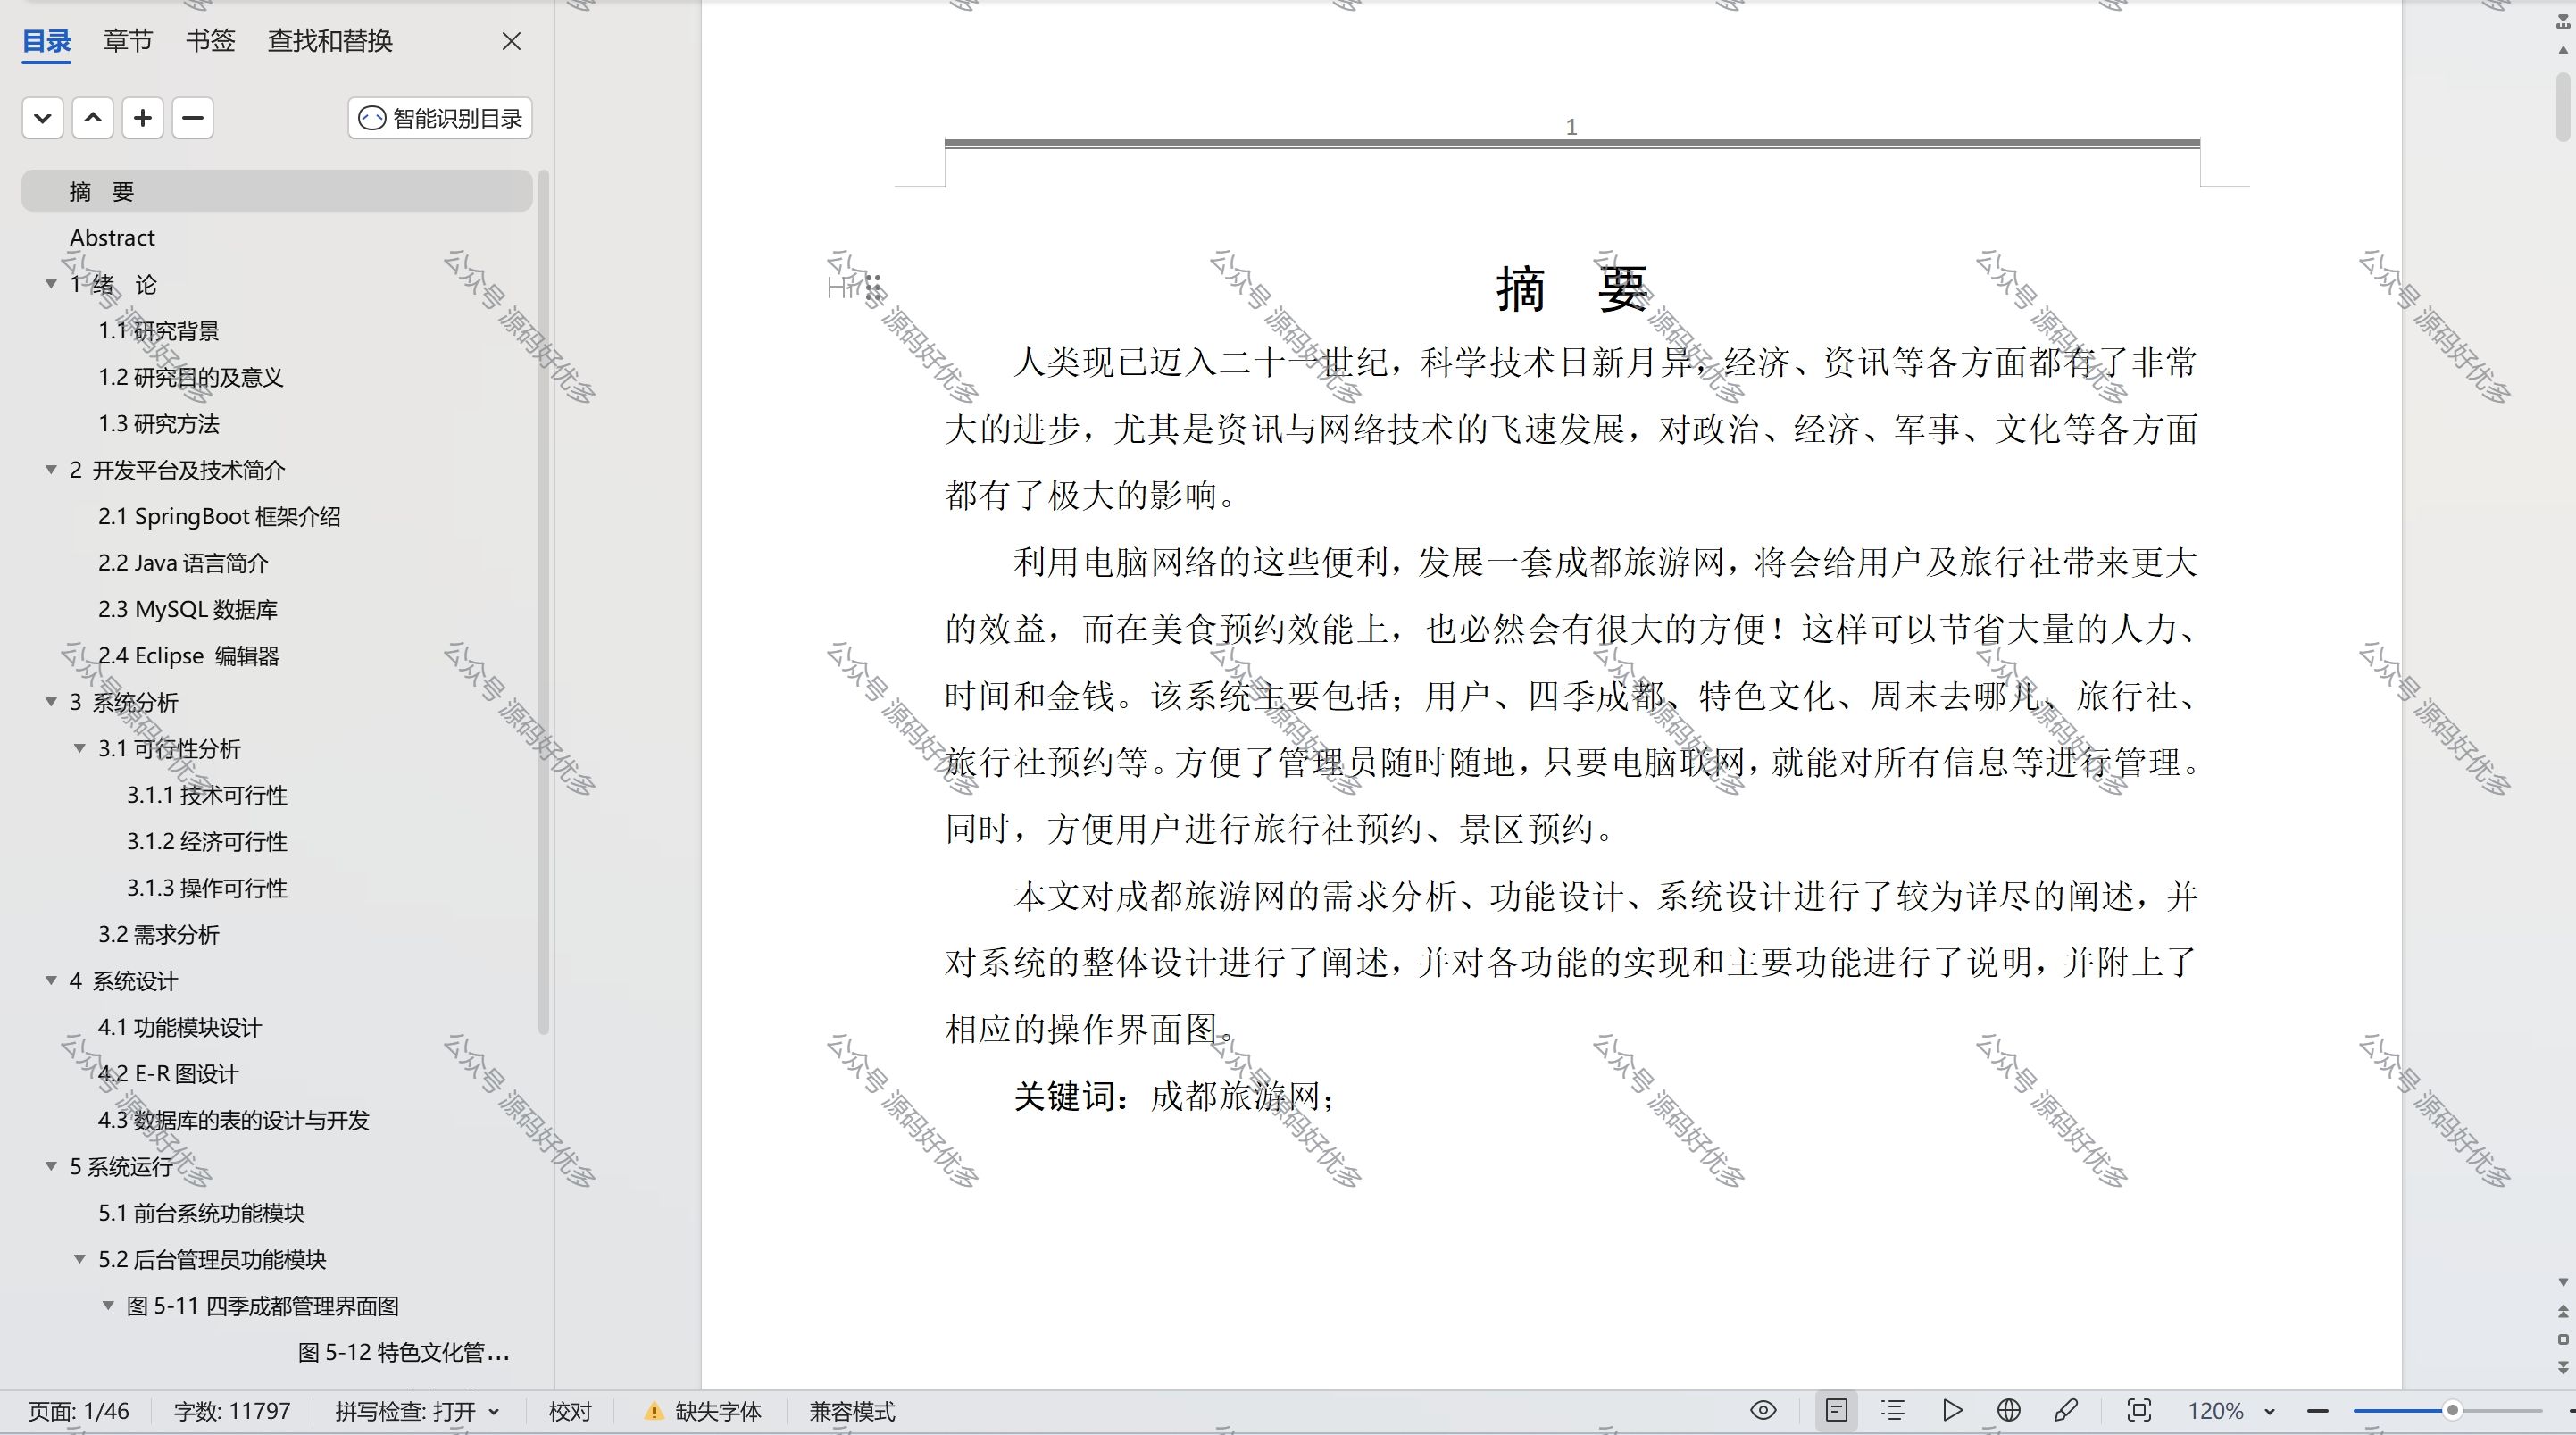 目录 章节 书签 查找和替换
智能识别目录
摘 要
Abstract
1 绪 论
1.1 研究背景
1.2 研究目的及意义
1.3 研究方法
2 开发平台及技术简介
2.1 SpringBoot 框架介绍
2.2 Java 语言简介
2.3 MySQL 数据库
2.4 Eclipse 编辑器
3 系统分析
3.1 可行性分析
3.1.1 技术可行性
3.1.2 经济可行性
3.1.3 操作可行性
3.2 需求分析
4 系统设计
4.1 功能模块设计
4.2 E-R 图设计
4.3 数据库的表的设计与开发
5 系统运行
5.1 前台系统功能模块
5.2 后台管理员功能模块
图 5-11 四季成都管理界面图
图 5-12 特色文化管...
1
摘 要
人类现已迈入二十一世纪，科学技术日新月异，经济、资讯等各方面都有了非常
大的进步，尤其是资讯与网络技术的飞速发展，对政治、经济、军事、文化等各方面
都有了极大的影响。
利用电脑网络的这些便利，发展一套成都旅游网，将会给用户及旅行社带来更大
的效益，而在美食预约效能上，也必然会有很大的方便！这样可以节省大量的人力、
时间和金钱。该系统主要包括；用户、四季成都、特色文化、周末去哪儿、旅行社、
旅行社预约等。方便了管理员随时随地，只要电脑联网，就能对所有信息等进行管理。
同时，方便用户进行旅行社预约、景区预约。
本文对成都旅游网的需求分析、功能设计、系统设计进行了较为详尽的阐述，并
对系统的整体设计进行了阐述，并对各功能的实现和主要功能进行了说明，并附上了
相应的操作界面图。
关键词：成都旅游网；
页面: 1/46 字数: 11797 拼写检查: 打开 校对 缺失字体 兼容模式 120%
公众号 源码好优多